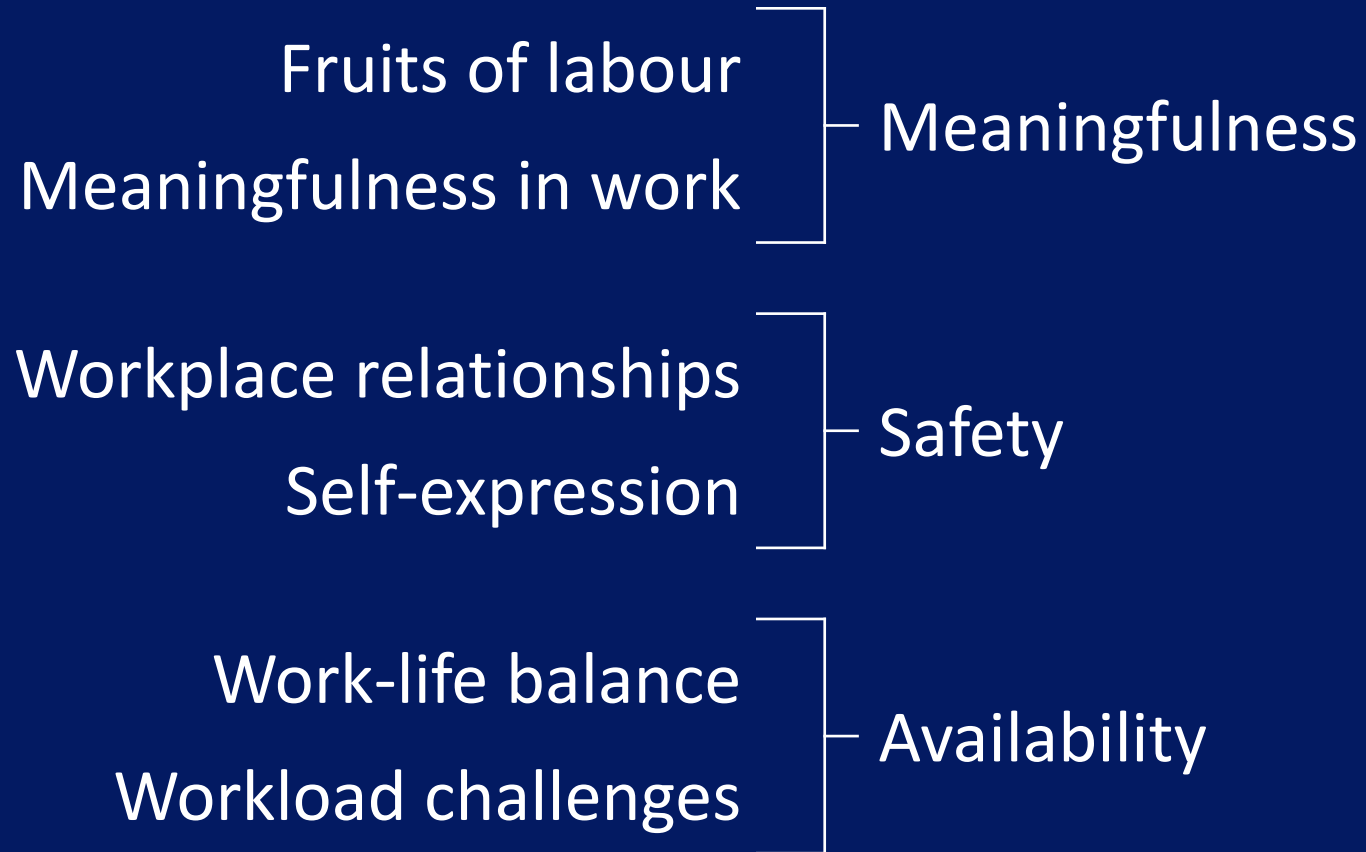 Fruits of labour
Meaningfulness in work
Meaningfulness
Workplace relationships
Self-expression
Safety
Work-life balance
Workload challenges
Availability